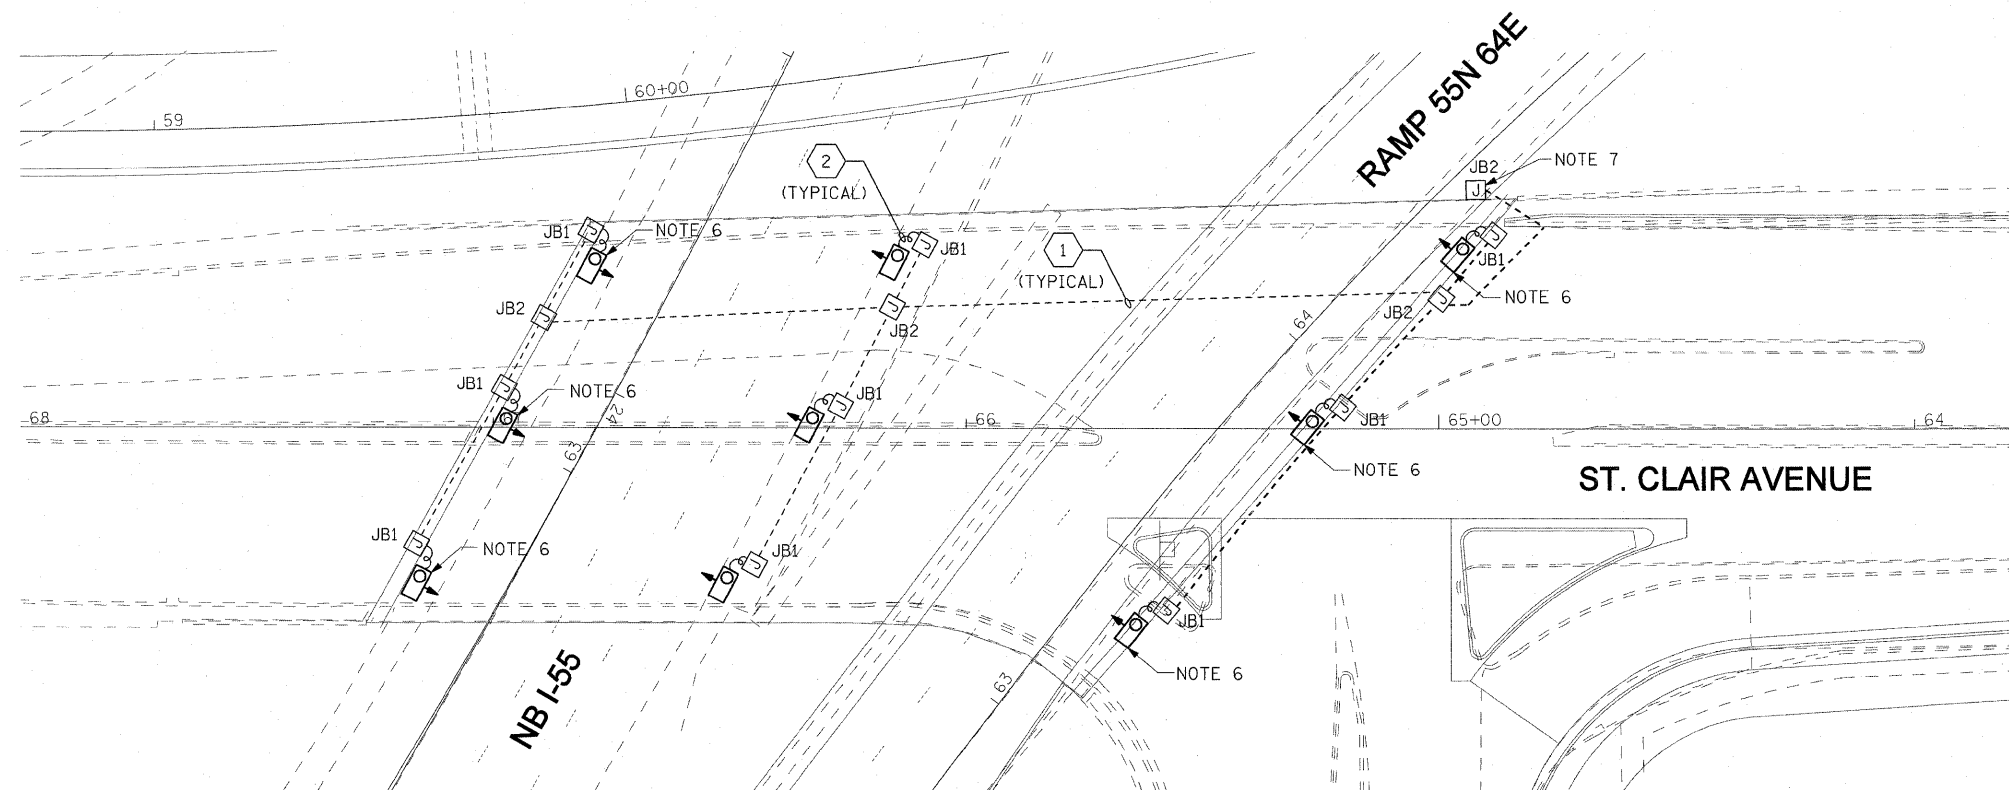 RAMP 55N 64E
60+00
59
2
(TYPICAL)
JB2
NOTE 7
JB1
NOTE 6
JB1
1
(TYPICAL)
JB1
NOTE 6
JB2
JB2
JB2
64
JB1
NOTE 6
JB1
JB1
68
24
66
65+00
64
63
NOTE 6
ST. CLAIR AVENUE
JB1
NOTE 6
JB1
JB1
NOTE 6
63
NB I-55
J
J
J
J
J
J
J
J
J
J
J
J
J